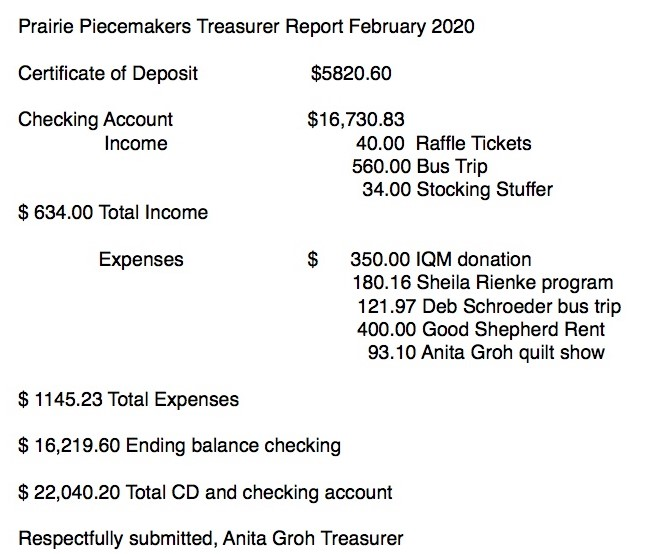 Prairie Piecemakers Treasurer Report February 2020
Certificate of Deposit $5820.60
Checking Account $16,730.83
Income 40.00 Raffle Tickets
560.00 Bus Trip
34.00 Stocking Stuffer
$ 634.00 Total Income
Expenses $ 350.00 IQM donation
180.16 Sheila Rienke program
121.97 Deb Schroeder bus trip
400.00 Good Shepherd Rent
93.10 Anita Groh quilt show
$ 1145.23 Total Expenses
$ 16,219.60 Ending balance checking
$ 22,040.20 Total CD and checking account
Respectfully submitted, Anita Groh Treasurer